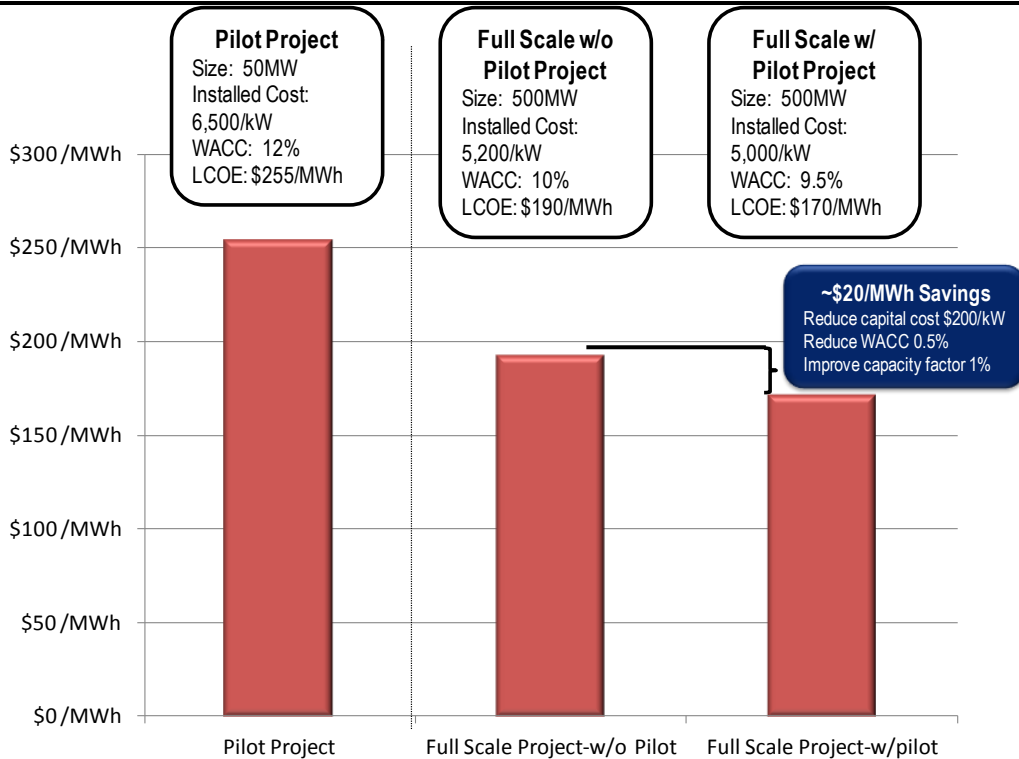 Pilot Project
Size: 50MW
Installed Cost:
6,500/kW
WACC: 12%
LCOE: $255/MWh
Full Scale w/o
Pilot Project
Size: 500MW
Installed Cost:
5,200/kW
WACC: 10%
LCOE: $190/MWh
Full Scale w/
Pilot Project
Size: 500MW
Installed Cost:
5,000/kW
WACC: 9.5%
LCOE: $170/MWh
~$20/MWh Savings
Reduce capital cost $200/kW
Reduce WACC 0.5%
Improve capacity factor 1%
$300/MWh
$250/MWh
$200/MWh
$150/MWh
$100/MWh
$50/MWh
$0/MWh
Pilot Project
Full Scale Project-w/o Pilot
Full Scale Project-w/pilot